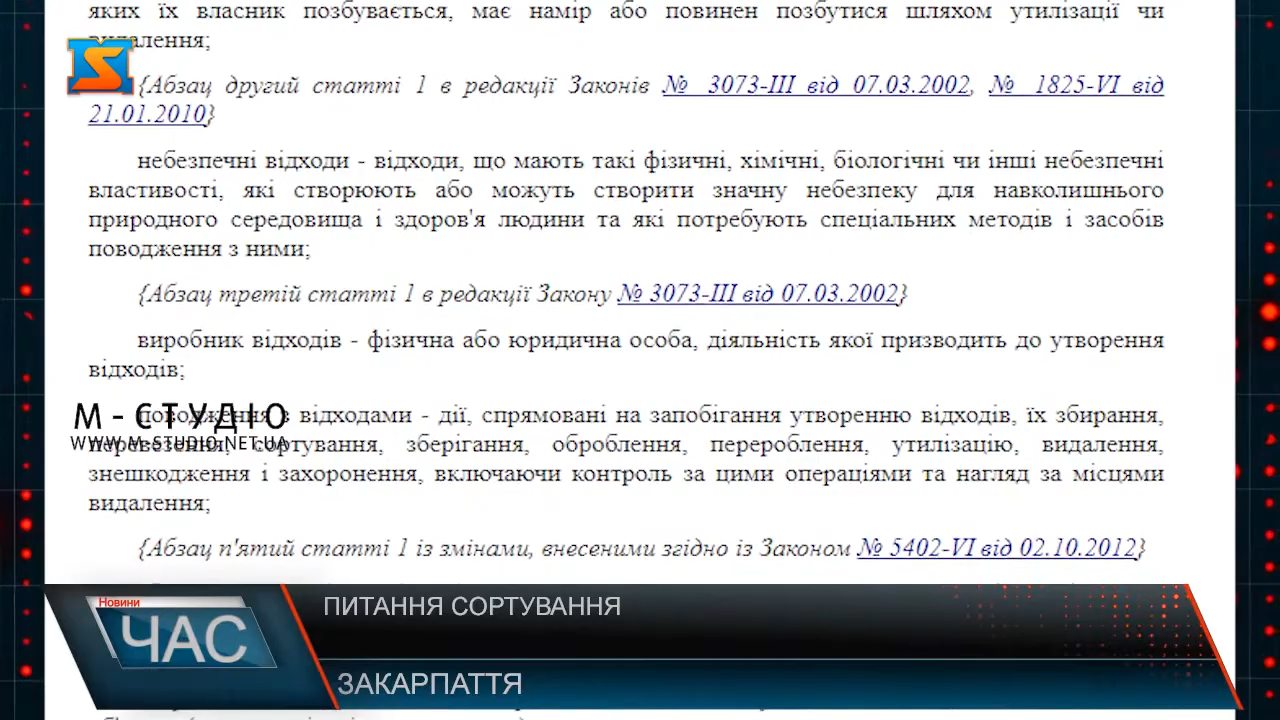 яких їх власник позбувається, має намір або повинен позбутися шляхом утилізації чи
видалення;
{Абзац другий статті 1 в редакції Законів № 3073-III від 07.03.2002, № 1825-VI від
21.01.2010}
небезпечні відходи - відходи, що мають такі фізичні, хімічні, біологічні чи інші небезпечні
властивості, які створюють або можуть створити значну небезпеку для навколишнього
природного середовища і здоров'я людини та які потребують спеціальних методів і засобів
поводження з ними;
{Абзац третій статті 1 в редакції Закону № 3073-III від 07.03.2002}
виробник відходів - фізична або юридична особа, діяльність якої призводить до утворення
відходів;
поводження з відходами - дії, спрямовані на запобігання утворенню відходів, їх збирання,
М-СТУДІО
перевезення, сортування, зберігання, оброблення, перероблення, утилізацію, видалення,
WWW.M-STUDIO.NET.UA
знешкодження і захоронення, включаючи контроль за цими операціями та нагляд за місцями
видалення;
{Абзац п'ятий статті 1 із змінами, внесеними згідно із Законом № 5402-VI від 02.10.2012}
Новини
ЧАС
ПИТАННЯ СОРТУВАННЯ
ЗАКАРПАТТЯ